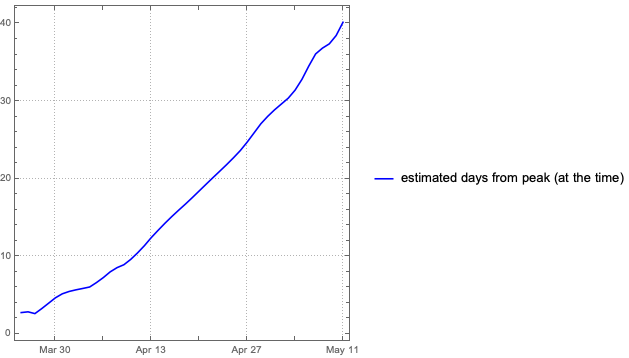 40
30
20
10
0
Mar 30
Apr 13
Apr 27
May 11
estimated days from peak (at the time)